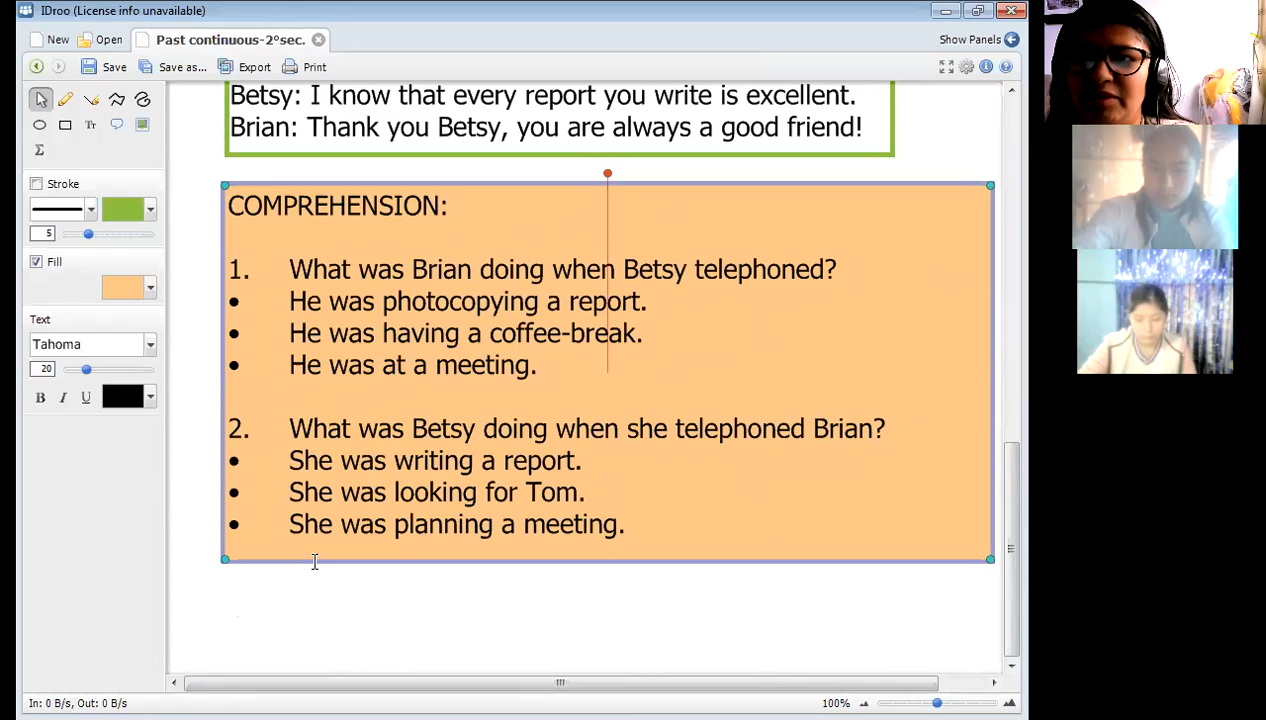 IDroo (License info unavailable)
New Open Past continuous-2°sec. Show Panels
Save Save as... Export Print
Betsy: I know that every report you write is excellent.
Brian: Thank you Betsy, you are always a good friend!
Stroke
5
Fill
Text
Tahoma
20
B I U
COMPREHENSION:
1. What was Brian doing when Betsy telephoned?
• He was photocopying a report.
• He was having a coffee-break.
• He was at a meeting.
2. What was Betsy doing when she telephoned Brian?
• She was writing a report.
• She was looking for Tom.
• She was planning a meeting.
In: 0 B/s, Out: 0 B/s 100%